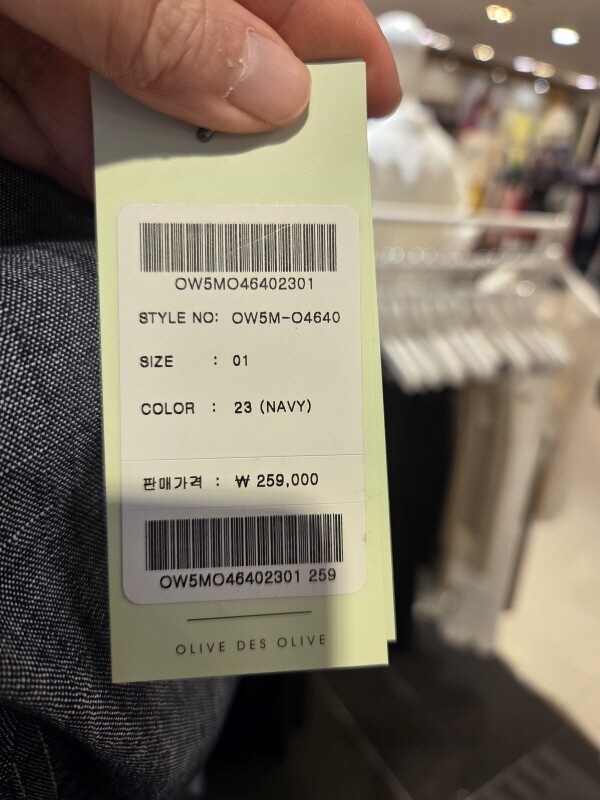 OW5MO46402301
STYLE NO: OW5M-O4640
SIZE : 01
COLOR : 23 (NAVY)
판매가격 : ₩ 259,000
OW5MO46402301 259
OLIVE DES OLIVE